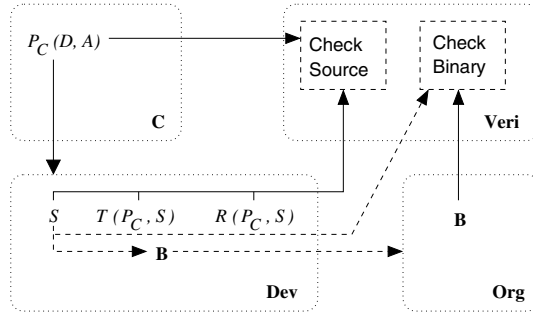 P_C (D, A)
Check
Source
Check
Binary
C
Veri
S T (P_C , S) R (P_C , S)
B
B
Dev
Org